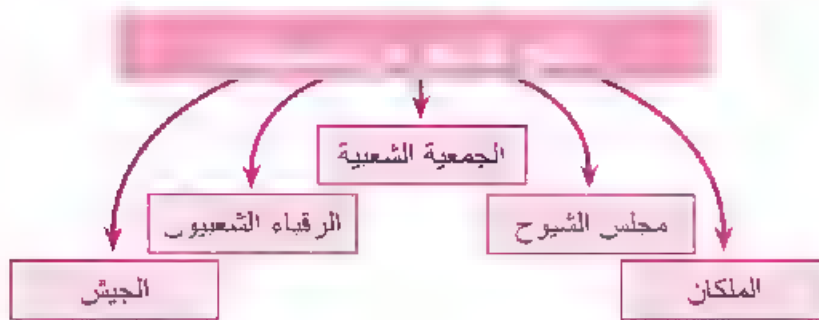 الجمعية الشعبية
مجلس الشيوخ
الرقباء الشعبيون
الملكان
الجيش